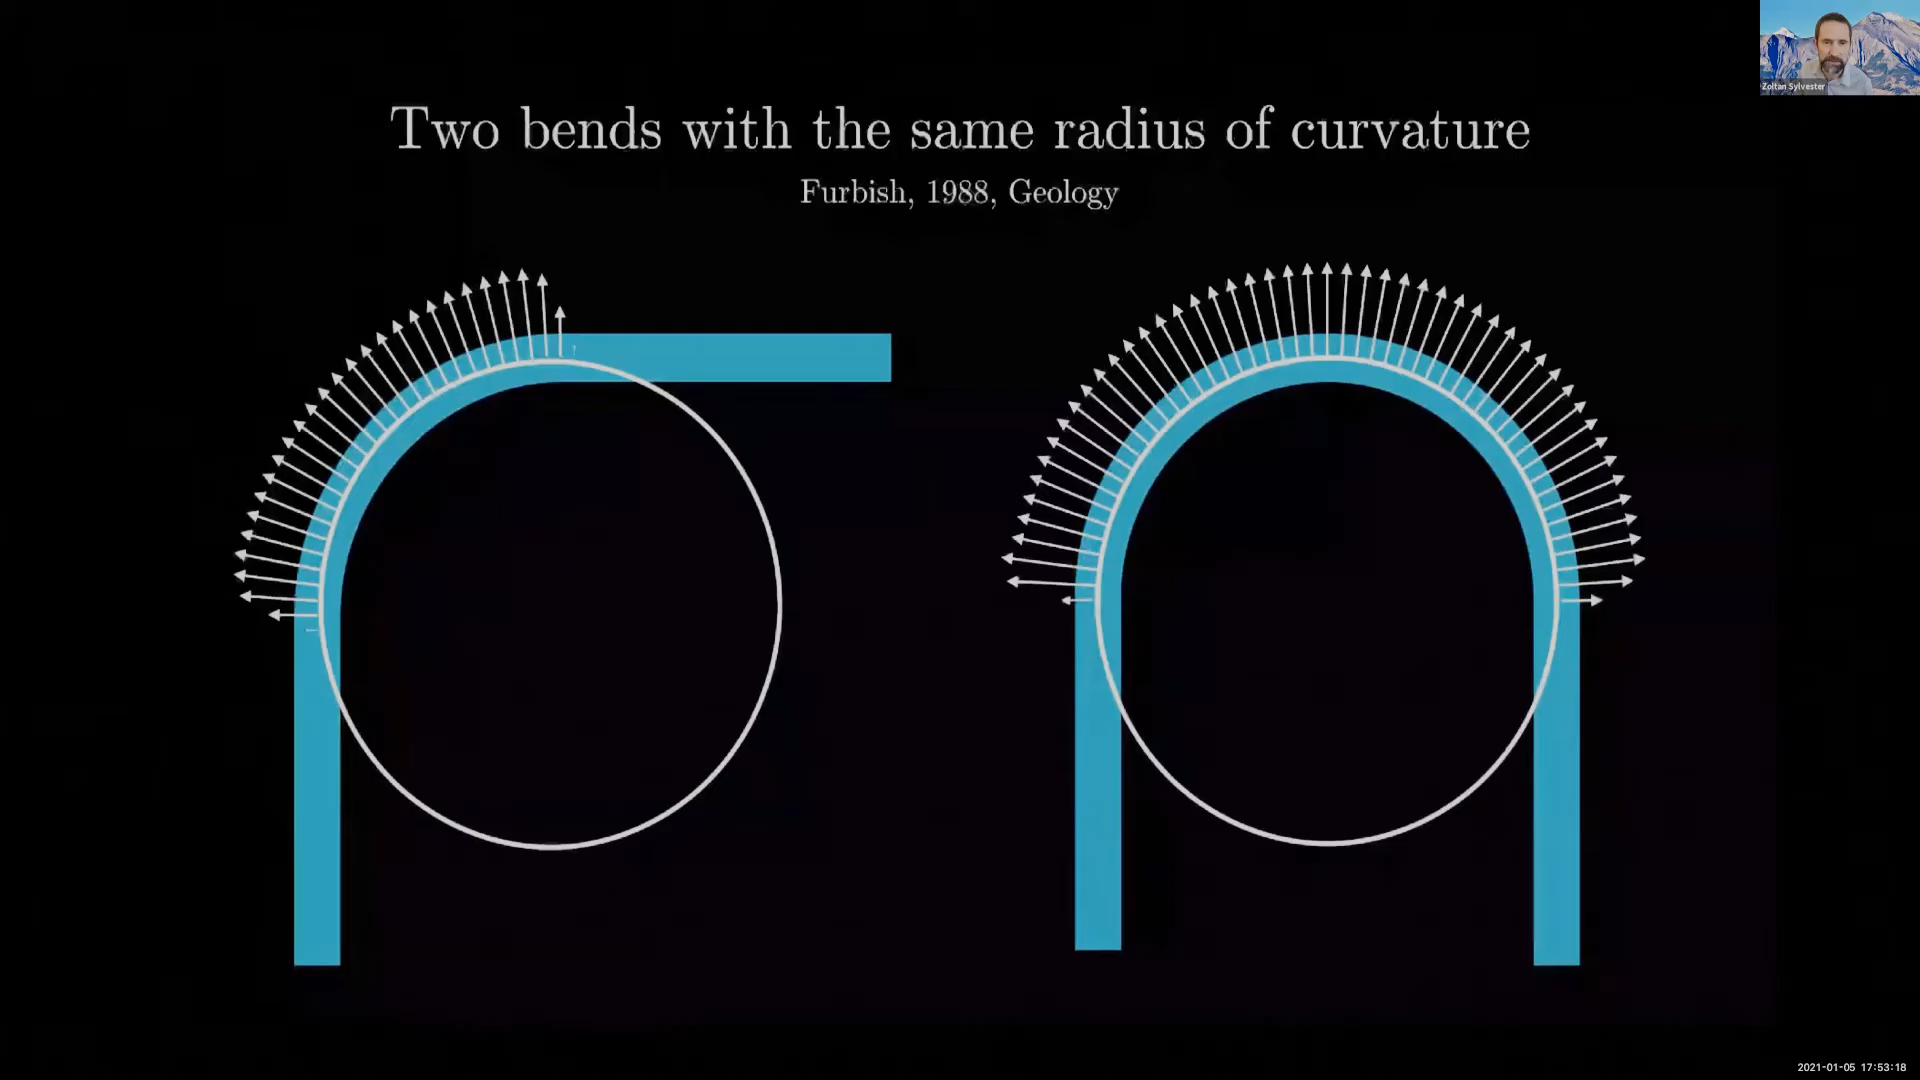 Zoltan Sylvester
Two bends with the same radius of curvature
Furbish, 1988, Geology
2021-01-05 17:53:18